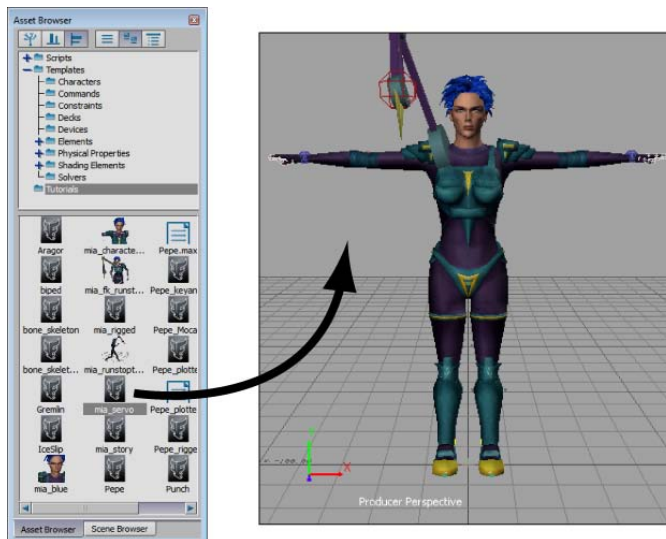 Asset Browser
Scripts
Templates
Characters
Commands
Constraints
Decks
Devices
Elements
Physical Properties
Shading Elements
Solvers
Tutorials
Aragor mia_characte... Pepe.max
biped mia_fk_runst... Pepe_keyan
bone_skeleton mia_rigged Pepe_Moca
bone_skelet... mia_runstopt... Pepe_plotte
Gremlin mia_servo Pepe_plotte
IceSlip mia_story Pepe_rigge
mia_blue Pepe Punch
Asset Browser Scene Browser
Y
X
Producer Perspective